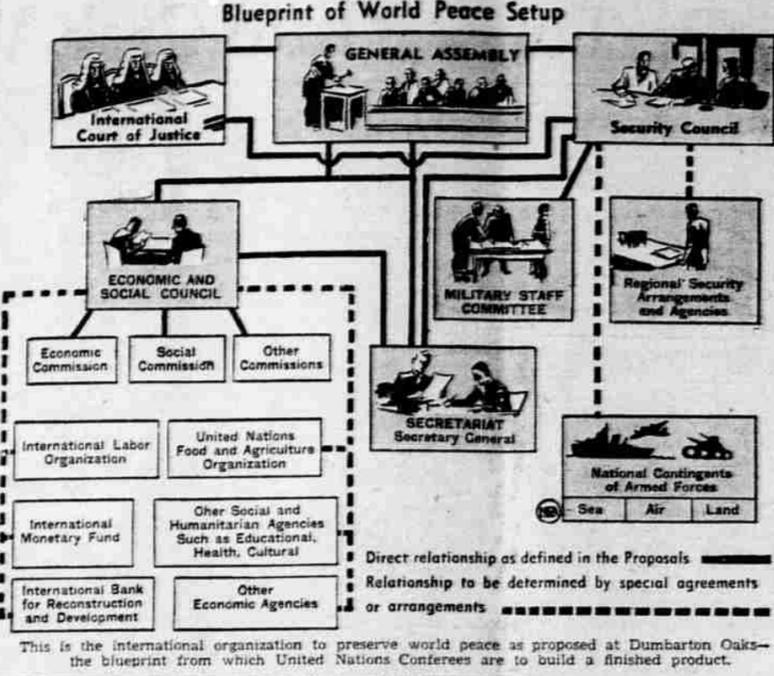 Blueprint of World Peace Setup
International
Court of Justice
GENERAL ASSEMBLY
Security Council
ECONOMIC AND
SOCIAL COUNCIL
MILITARY STAFF
COMMITTEE
Regional Security
Arrangements
and Agencies
Economic
Commission
Social
Commission
Other
Commissions
SECRETARIAT
Secretary General
International Labor
Organization
United Nations
Food and Agriculture
Organization
National Contingents
of Armed Forces
Sea
Air
Land
International
Monetary Fund
Oher Social and
Humanitarian Agencies
Such as Educational,
Health, Cultural
International Bank
for Reconstruction
and Development
Other
Economic Agencies
Direct relationship as defined in the Proposals
Relationship to be determined by special agreements
or arrangements
This is the international organization to preserve world peace as proposed at Dumbarton Oaks—
the blueprint from which United Nations Conferees are to build a finished product.